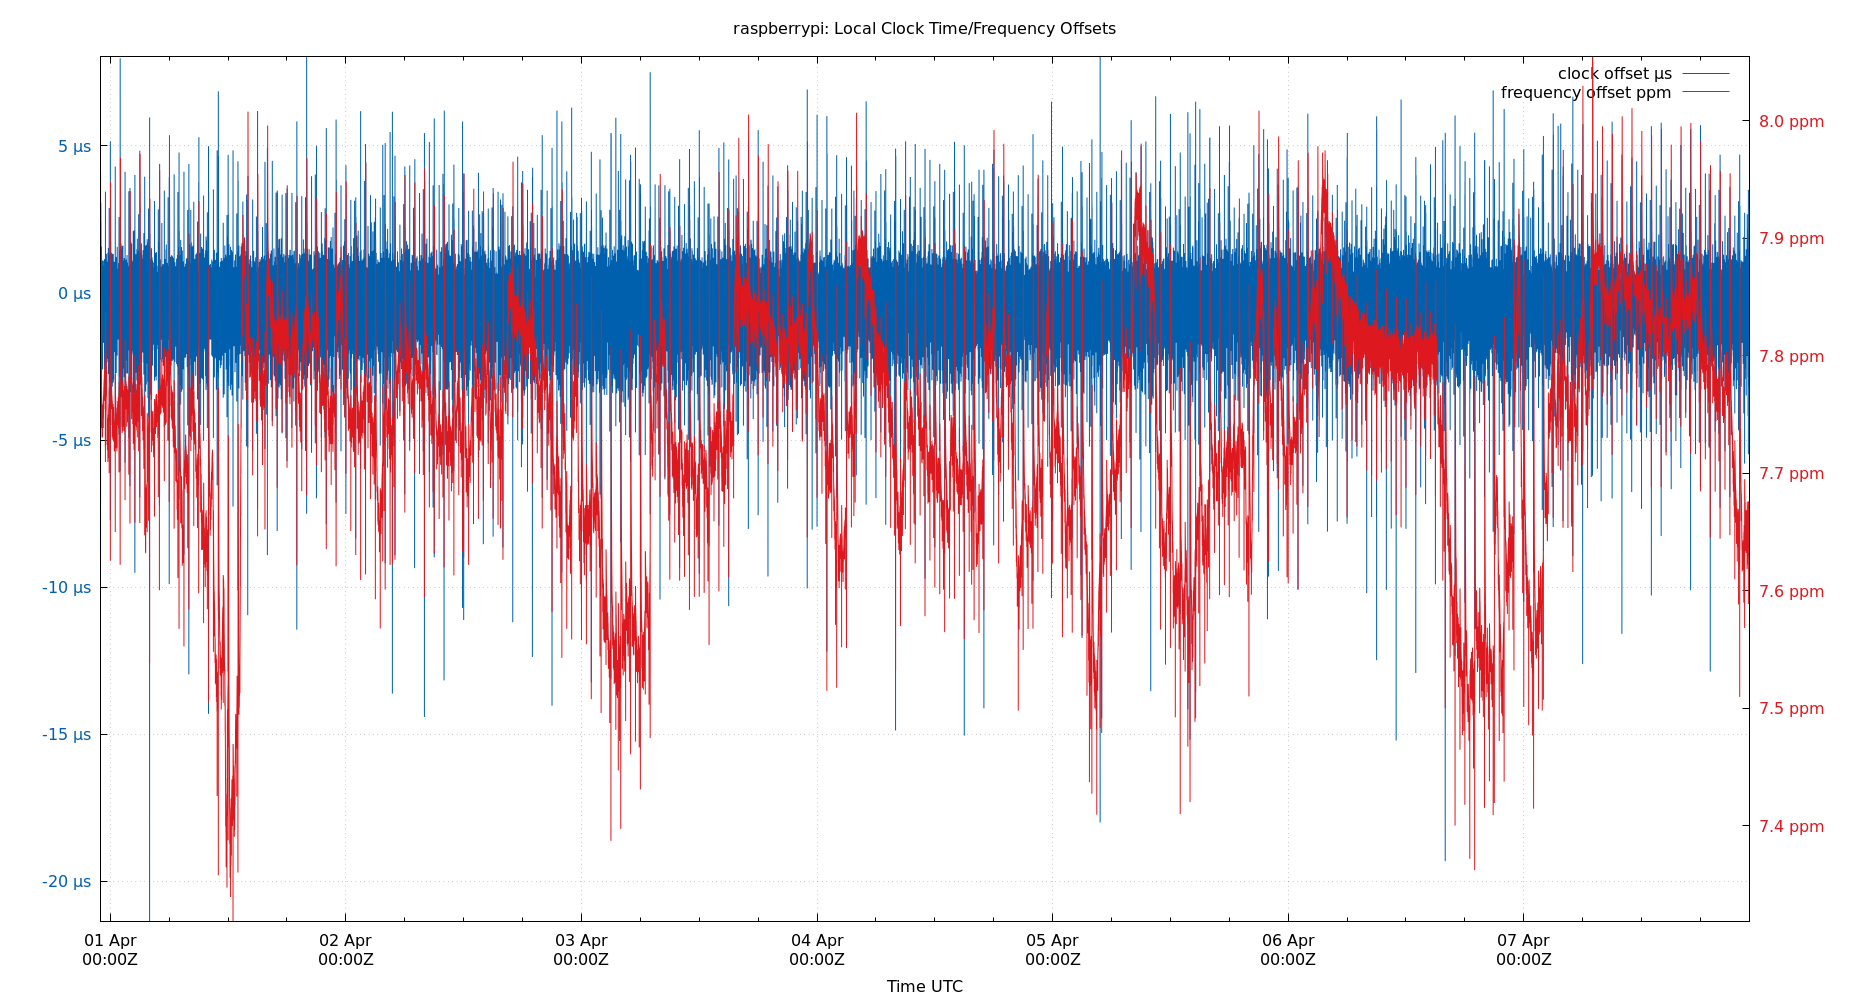 raspberrypi: Local Clock Time/Frequency Offsets
clock offset µs
frequency offset ppm
5 µs
0 µs
-5 µs
-10 µs
-15 µs
-20 µs
8.0 ppm
7.9 ppm
7.8 ppm
7.7 ppm
7.6 ppm
7.5 ppm
7.4 ppm
01 Apr
00:00Z
02 Apr
00:00Z
03 Apr
00:00Z
04 Apr
00:00Z
05 Apr
00:00Z
06 Apr
00:00Z
07 Apr
00:00Z
Time UTC